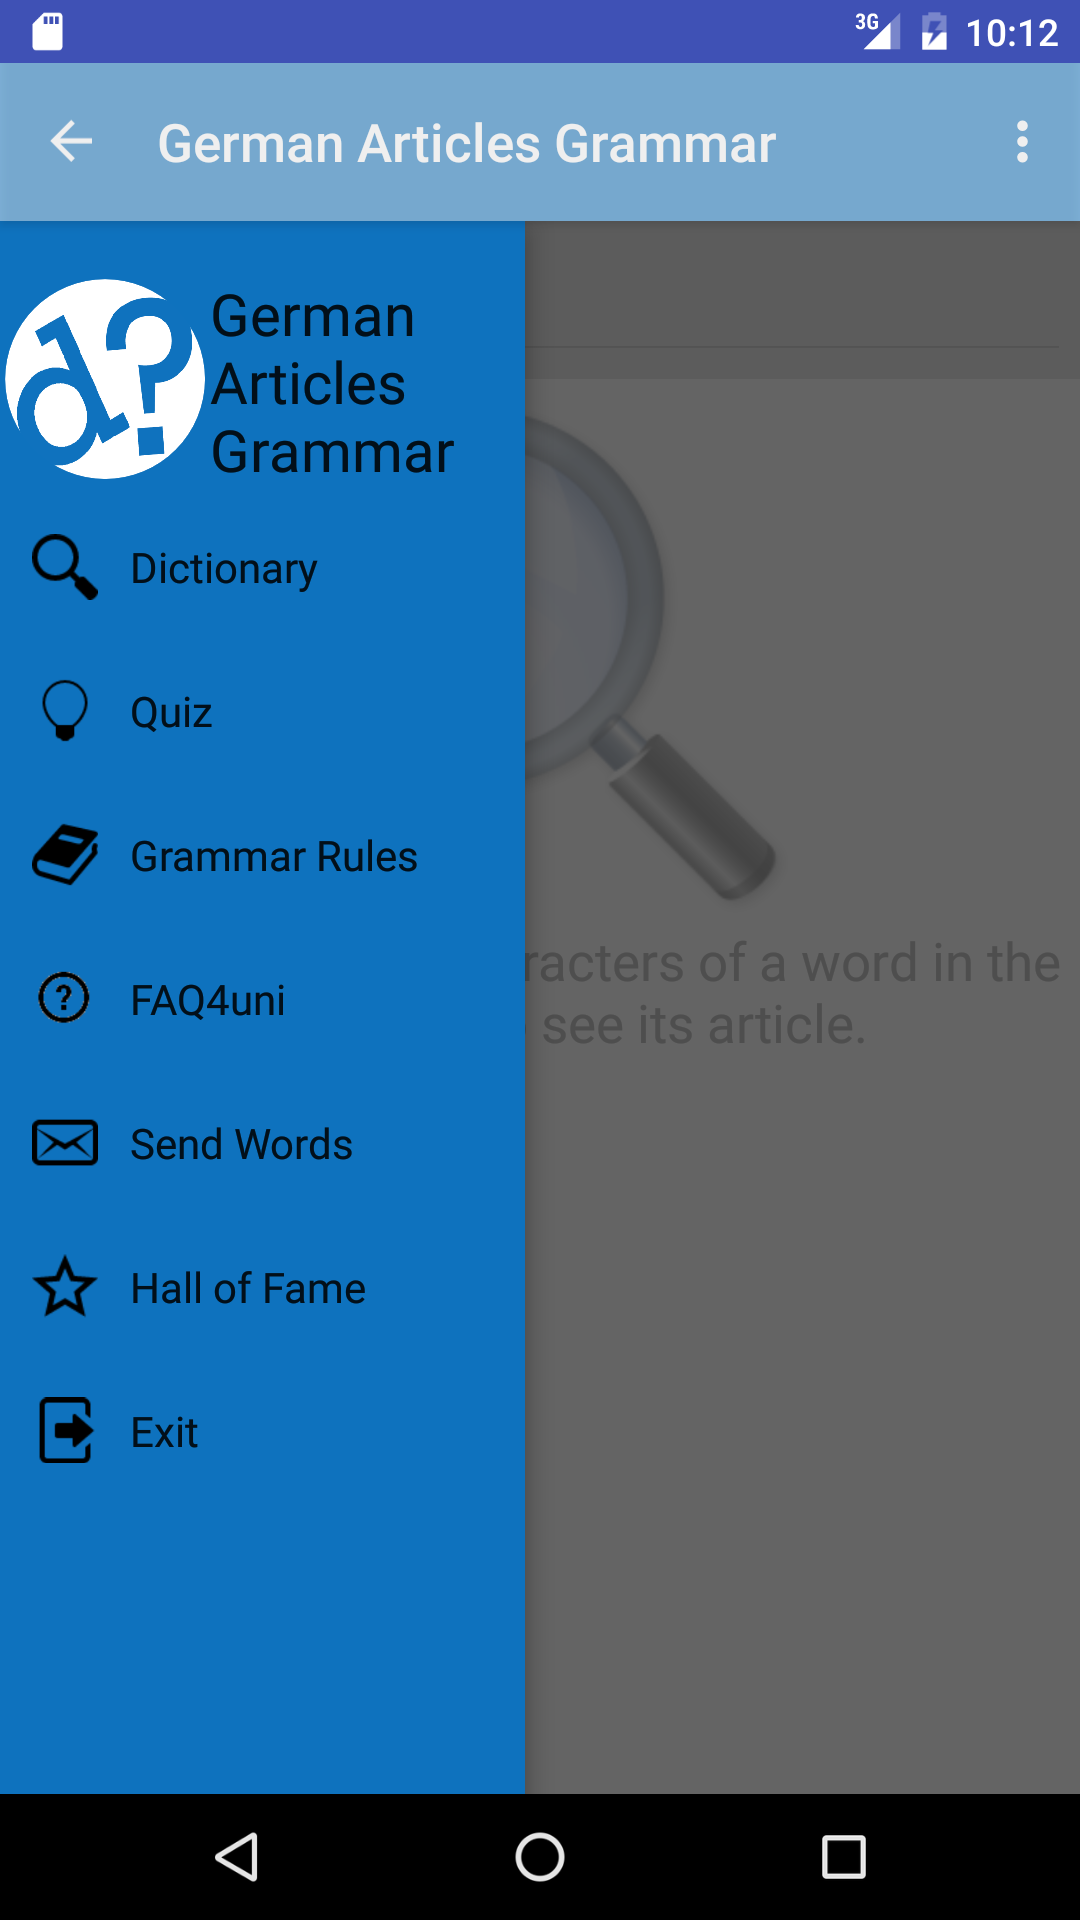 3G 10:12
German Articles Grammar
d?
German
Articles
Grammar
Dictionary
Quiz
Grammar Rules
racters of a word in the
FAQ4uni
see its article.
Send Words
Hall of Fame
Exit